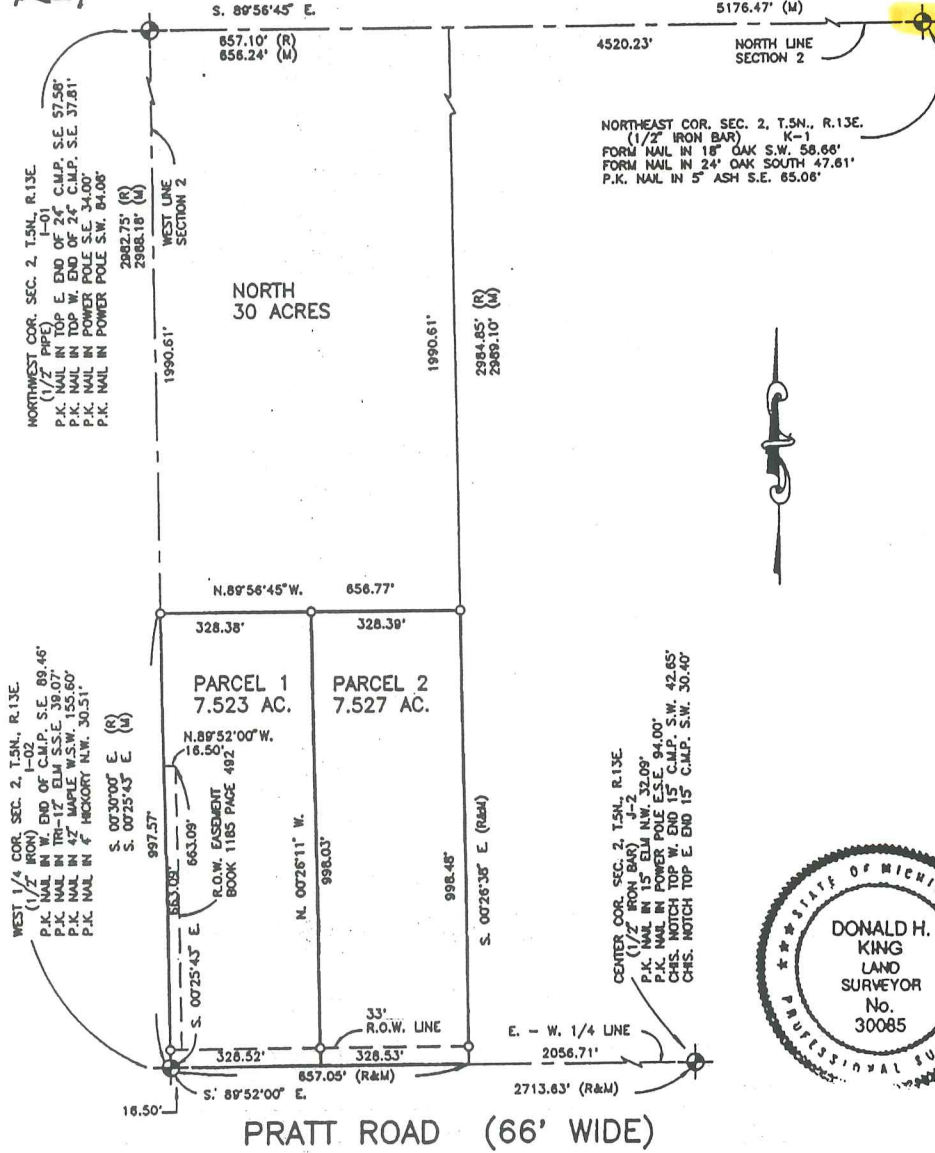 S. 89°56'45" E.
657.10' (R)
656.24' (M)
5176.47' (M)
4520.23'
NORTH LINE
SECTION 2
NORTHEAST COR. SEC. 2, T.5N., R.13E.
(1/2" IRON BAR) K-1
FORM NAIL IN 18" OAK S.W. 58.66'
FORM NAIL IN 24" OAK SOUTH 47.61'
P.K. NAIL IN 5" ASH S.E. 65.06'
NORTHWEST COR. SEC. 2, T.5N., R.13E.
(1/2" PIPE) I-01
P.K. NAIL IN TOP E. END OF 24" C.M.P. S.E. 57.58'
P.K. NAIL IN TOP W. END OF 24" C.M.P. S.E. 37.81'
P.K. NAIL IN POWER POLE S.E. 34.00'
P.K. NAIL IN POWER POLE S.W. 84.06'
2982.75' (R)
2988.18' (M)
WEST LINE
SECTION 2
1990.61'
NORTH
30 ACRES
1990.61'
2984.85' (R)
2989.10' (M)
N.89°56'45" W. 656.77'
328.38'
328.39'
PARCEL 1
7.523 AC.
PARCEL 2
7.527 AC.
N.89°52'00" W.
16.50'
WEST 1/4 COR. SEC. 2, T.5N., R.13E.
(1/2" IRON) I-02
P.K. NAIL IN W. END OF C.M.P. S.E. 89.46'
P.K. NAIL IN TRI-12" ELM S.S.E. 39.07'
P.K. NAIL IN 42" MAPLE W.S.W. 155.60'
P.K. NAIL IN 4" HICKORY N.W. 30.51'
S. 00°30'00" E. (R)
S. 00°25'43" E. (M)
997.57'
663.09'
663.09'
S. 00°25'43" E.
R.O.W. EASEMENT
BOOK 1185 PAGE 492
N. 00°26'11" W.
998.03'
998.48'
S. 00°26'38" E. (R&M)
CENTER COR. SEC. 2, T.5N., R.13E.
(1/2" IRON BAR) J-2
P.K. NAIL IN 15" ELM N.W. 32.09'
P.K. NAIL IN POWER POLE E.S.E. 94.00'
CHIS. NOTCH TOP W. END 15" C.M.P. S.W. 42.65'
CHIS. NOTCH TOP E. END 15" C.M.P. S.W. 30.40'
STATE OF MICHI
DONALD H.
KING
LAND
SURVEYOR
No.
30085
PROFESSIONAL SU
33'
R.O.W. LINE
E. - W. 1/4 LINE
328.52'
328.53'
2056.71'
657.05' (R&M)
2713.63' (R&M)
S. 89°52'00" E.
16.50'
PRATT ROAD (66' WIDE)